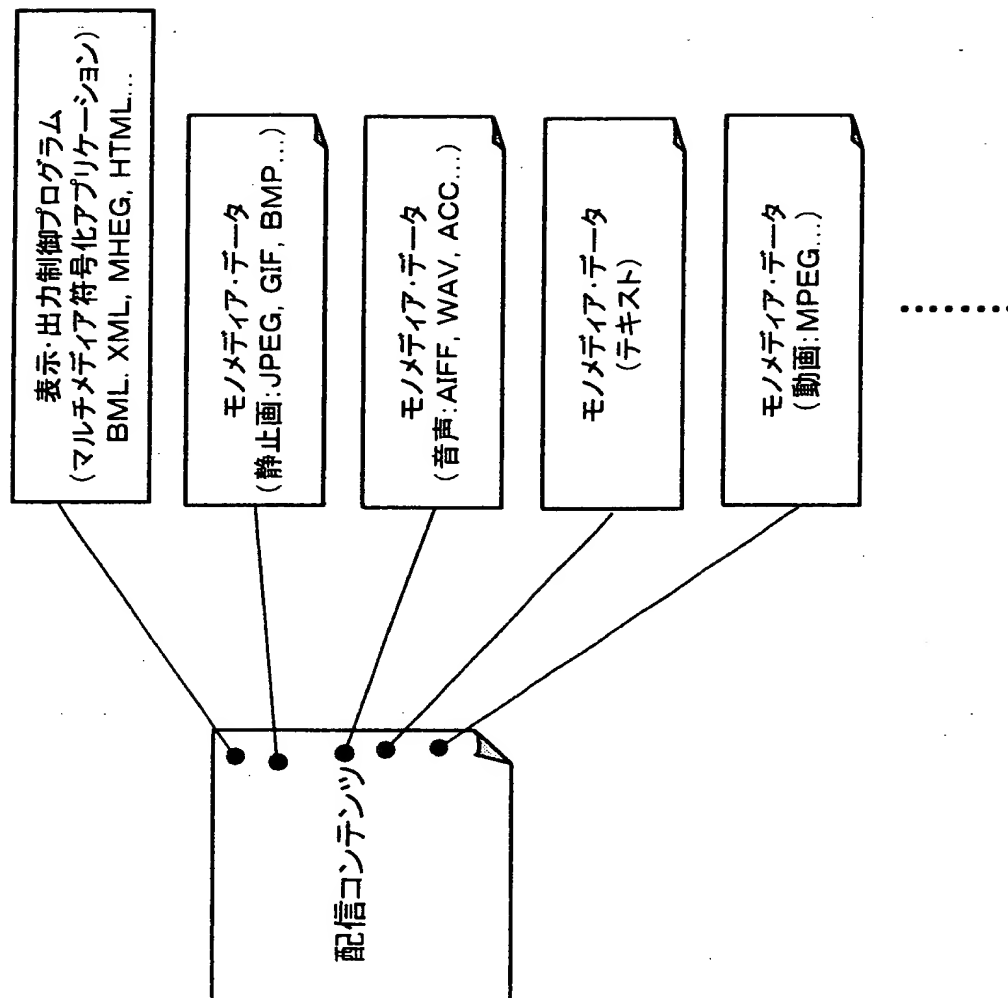 表示・出力制御プログラム
(マルチメディア符号化アプリケーション)
BML. XML, MHEG, HTML...
モノメディア・データ
(静止画:JPEG, GIF, BMP...)
モノメディア・データ
(音声:AIFF, WAV, ACC...)
モノメディア・データ
(テキスト)
モノメディア・データ
(動画:MPEG...)
配信コンテンツ